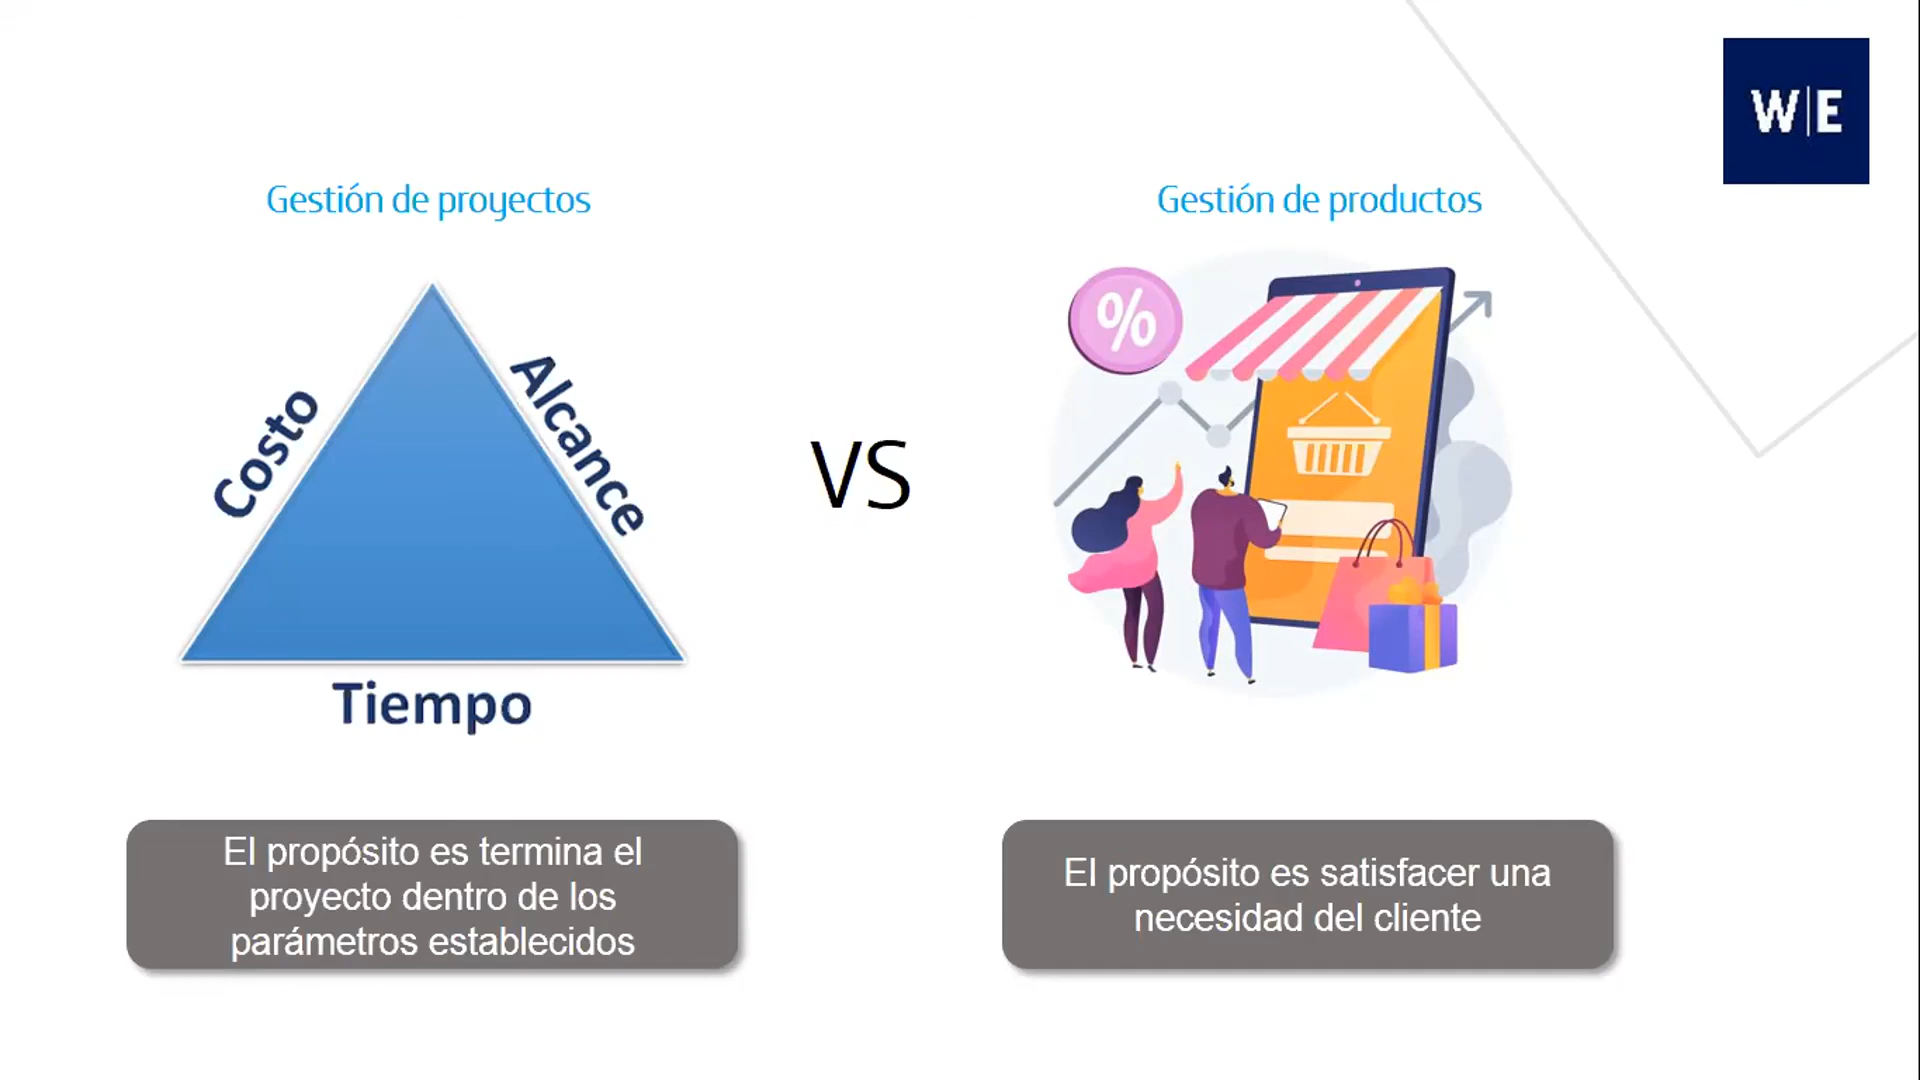 W|E
Gestión de proyectos
Gestión de productos
Costo
Alcance
Tiempo
VS
%
El propósito es termina el
proyecto dentro de los
parámetros establecidos
El propósito es satisfacer una
necesidad del cliente